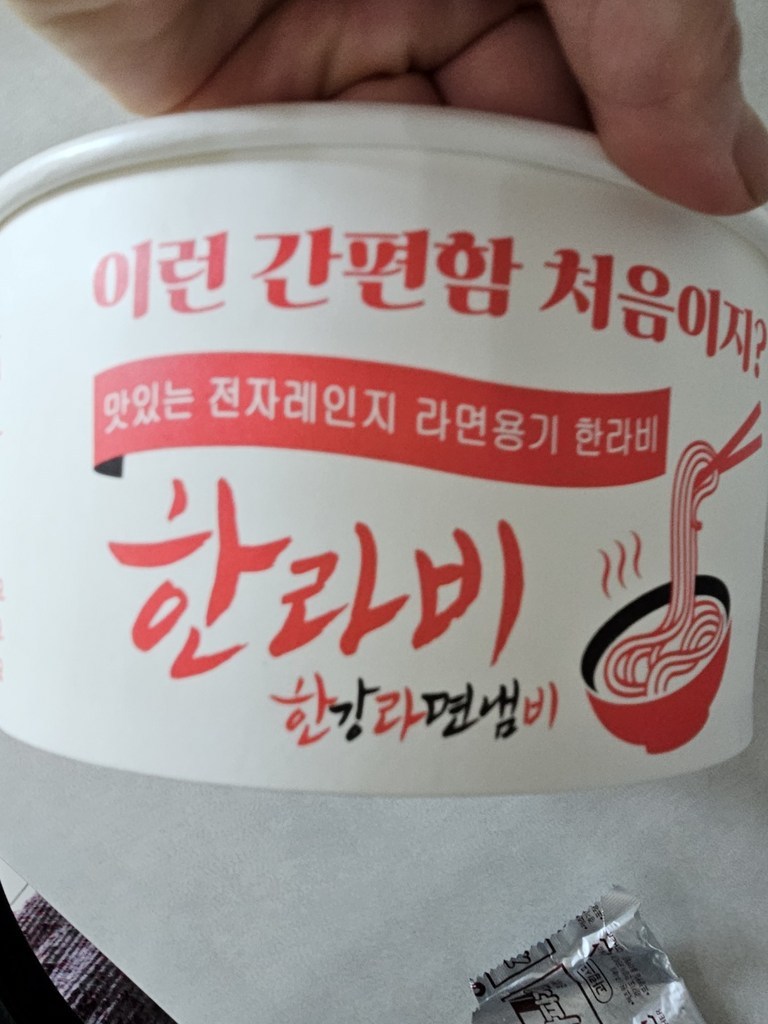 이런 간편함 처음이지?
맛있는 전자레인지 라면용기 한라비
한라비
한강라면냄비